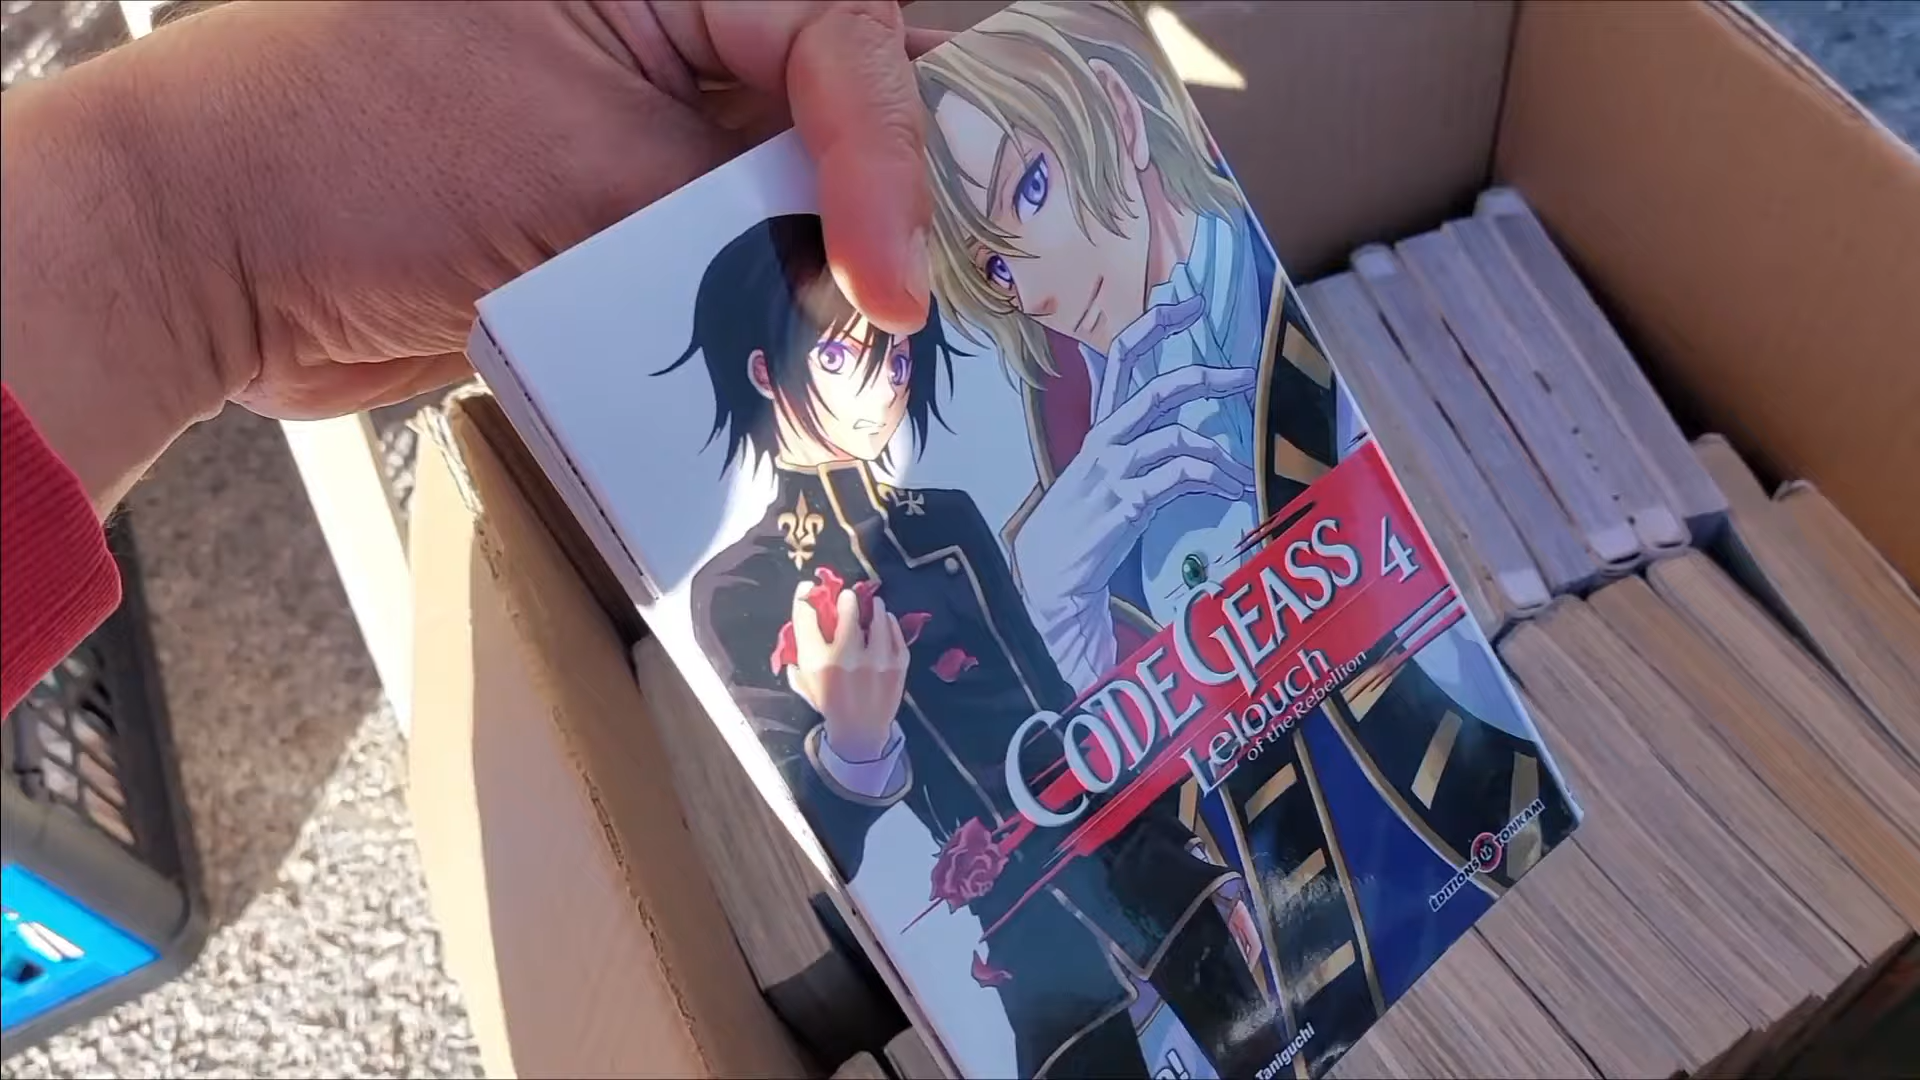 CODE GEASS 4
Lelouch
of the Rebellion
ÉDITIONS TONKAM
Taniguchi